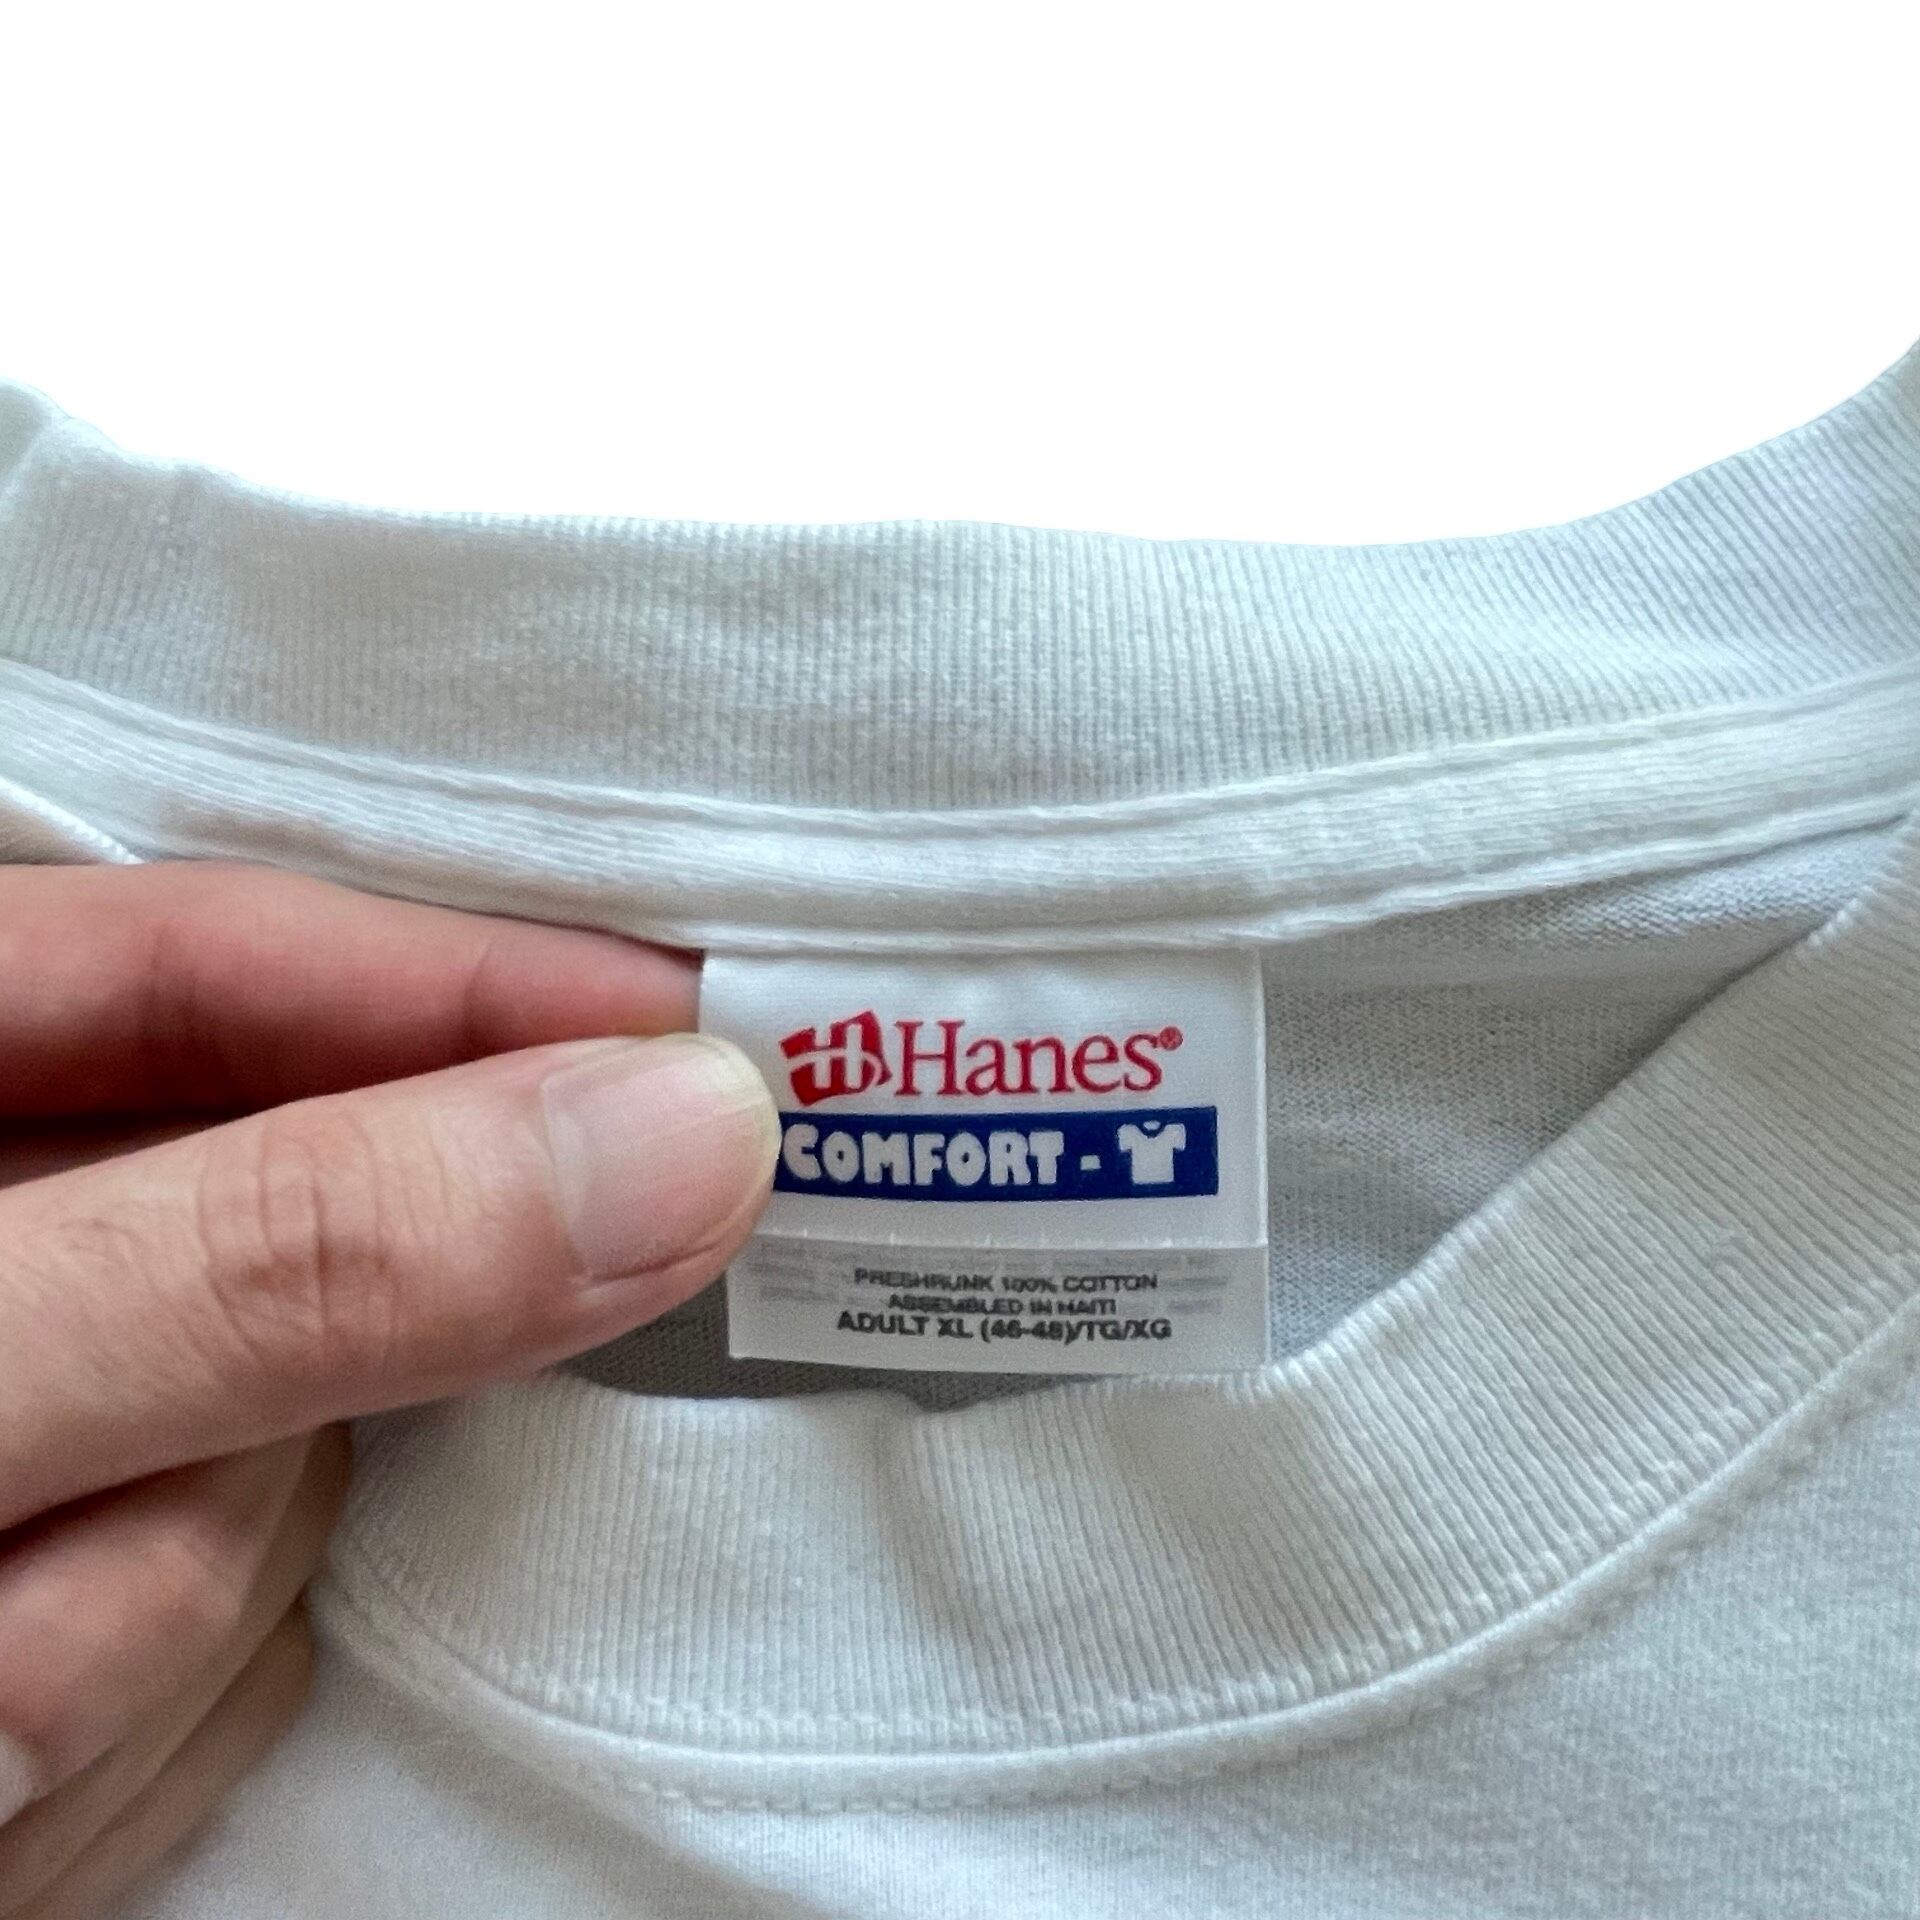 Hanes®
COMFORT -
PRESHRUNK 100% COTTON
ASSEMBLED IN HAITI
ADULT XL (46-48)/TG/XG